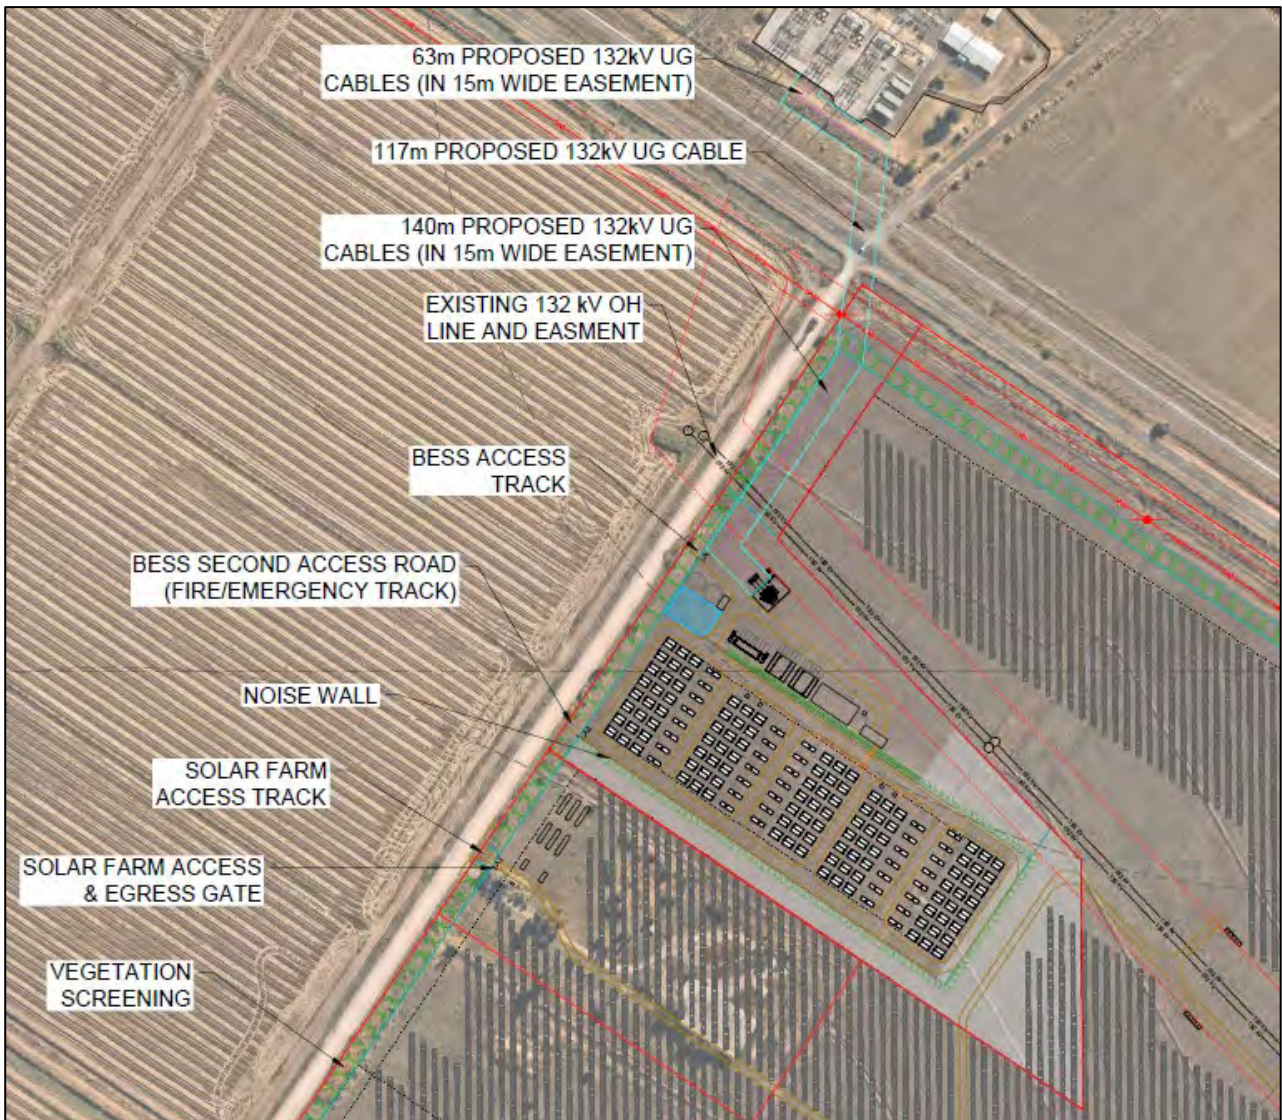 63m PROPOSED 132kV UG
CABLES (IN 15m WIDE EASEMENT)
117m PROPOSED 132kV UG CABLE
140m PROPOSED 132kV UG
CABLES (IN 15m WIDE EASEMENT)
EXISTING 132 kV OH
LINE AND EASMENT
BESS ACCESS
TRACK
BESS SECOND ACCESS ROAD
(FIRE/EMERGENCY TRACK)
NOISE WALL
SOLAR FARM
ACCESS TRACK
SOLAR FARM ACCESS
& EGRESS GATE
VEGETATION
SCREENING